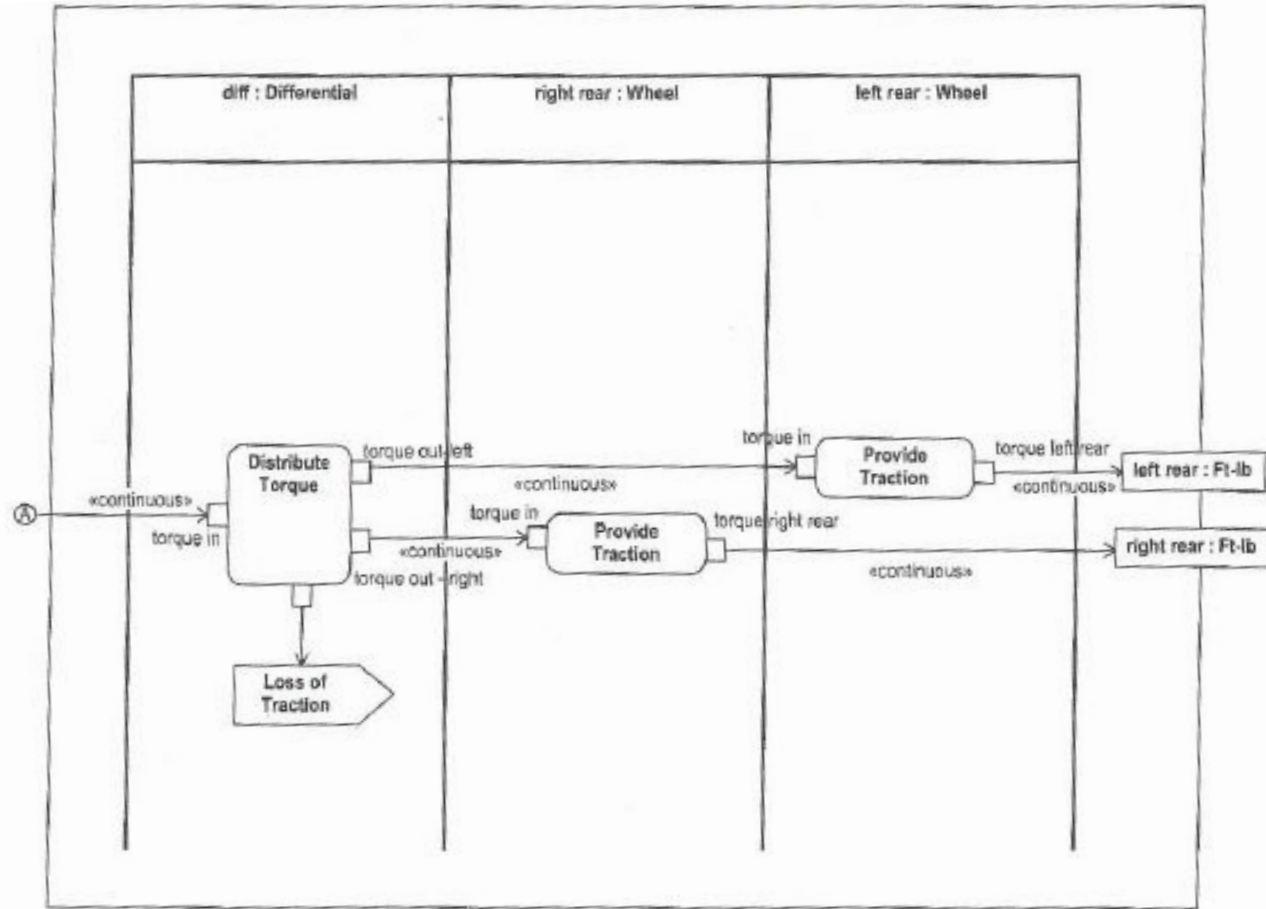 diff : Differential
right rear : Wheel
left rear : Wheel
torque out-left
torque in
Provide
Traction
torque left rear
left rear : Ft-lb
Distribute
Torque
«continuous»
«continuous»
«continuous»
A
torque in
torque in
Provide
Traction
torque right rear
right rear : Ft-lb
«continuous»
«continuous»
torque out - right
Loss of
Traction